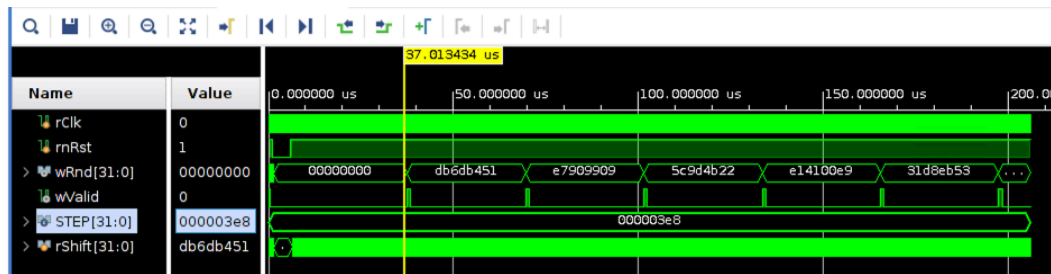 37.013434 us
Name Value 0.000000 us 50.000000 us 100.000000 us 150.000000 us 200.0
rClk 0
rnRst 1
wRnd[31:0] 00000000 00000000 db6db451 e7909909 5c9d4b22 e14100e9 31d8eb53 ...
wValid 0
STEP[31:0] 000003e8 000003e8
rShift[31:0] db6db451 .